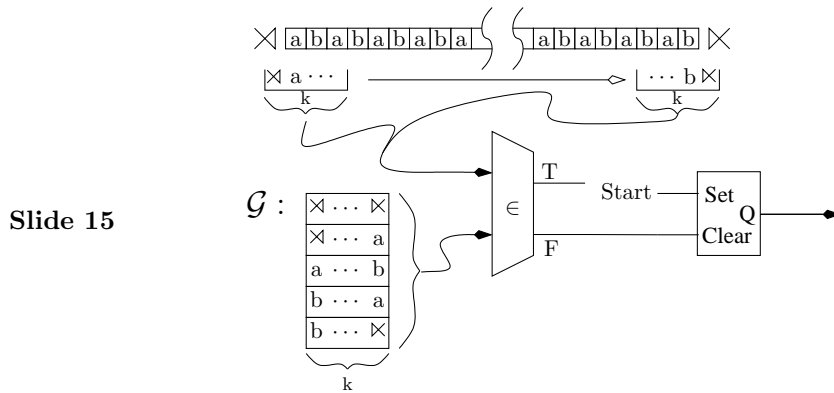 ⋊ a b a b a b a b a a b a b a b a b ⋉
⋊ a ⋯ ⋯ b ⋉
k k
T
Start Set
Q
Clear
F
∈
Slide 15
𝒢 :
⋊ ⋯ ⋉
⋊ ⋯ a
a ⋯ b
b ⋯ a
b ⋯ ⋉
k